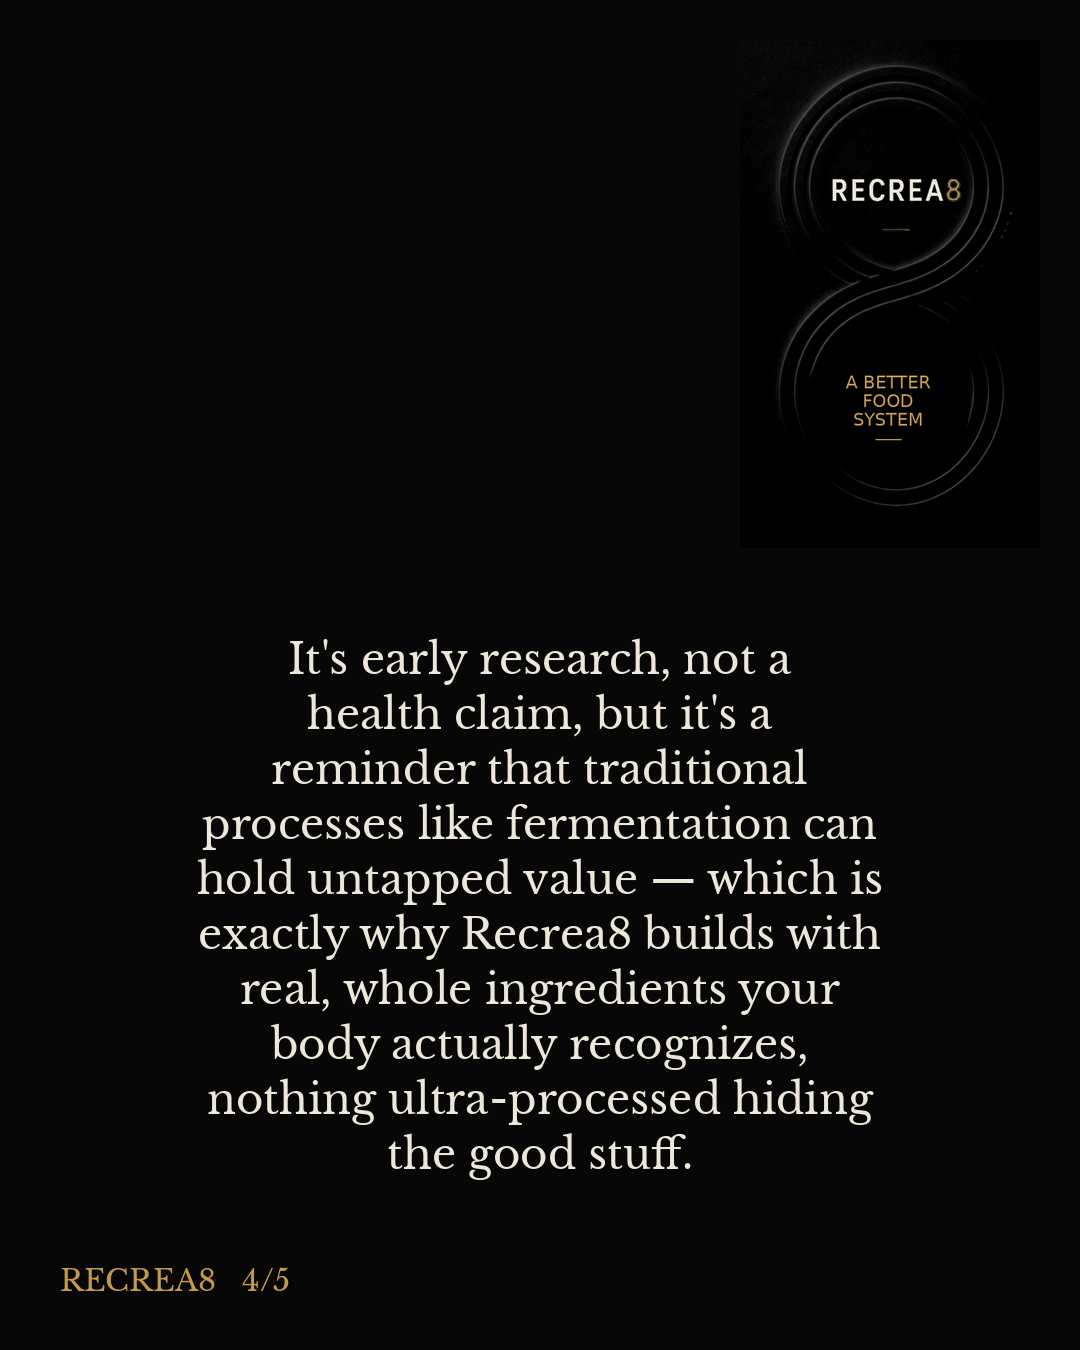 RECREA8
A BETTER
FOOD
SYSTEM
It's early research, not a
health claim, but it's a
reminder that traditional
processes like fermentation can
hold untapped value — which is
exactly why Recrea8 builds with
real, whole ingredients your
body actually recognizes,
nothing ultra-processed hiding
the good stuff.
RECREA8 4/5